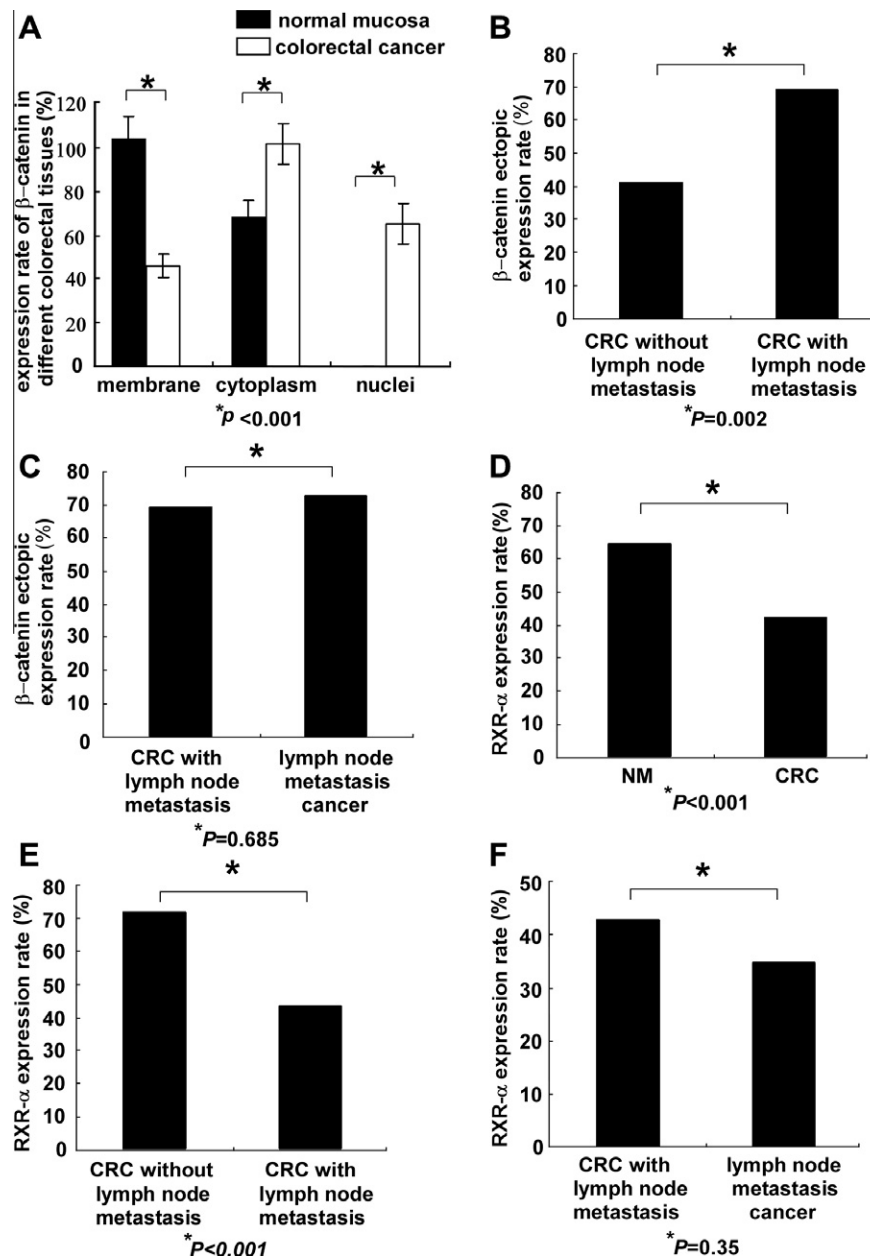 A
normal mucosa
colorectal cancer
expression rate of β−catenin in
different colorectal tissues (%)
120
100
80
60
40
20
0
*
*
*
membrane cytoplasm nuclei
*p <0.001
B
β−catenin ectopic
expression rate (%)
80
70
60
50
40
30
20
10
0
*
CRC without
lymph node
metastasis
CRC with
lymph node
metastasis
*P=0.002
C
β−catenin ectopic
expression rate (%)
80
70
60
50
40
30
20
10
0
*
CRC with
lymph node
metastasis
lymph node
metastasis
cancer
*P=0.685
D
RXR-α expression rate (%)
80
70
60
50
40
30
20
10
0
*
NM CRC
*P<0.001
E
RXR-α expression rate (%)
80
70
60
50
40
30
20
10
0
*
CRC without
lymph node
metastasis
CRC with
lymph node
metastasis
*P<0.001
F
RXR-α expression rate (%)
50
40
30
20
10
0
*
CRC with
lymph node
metastasis
lymph node
metastasis
cancer
*P=0.35